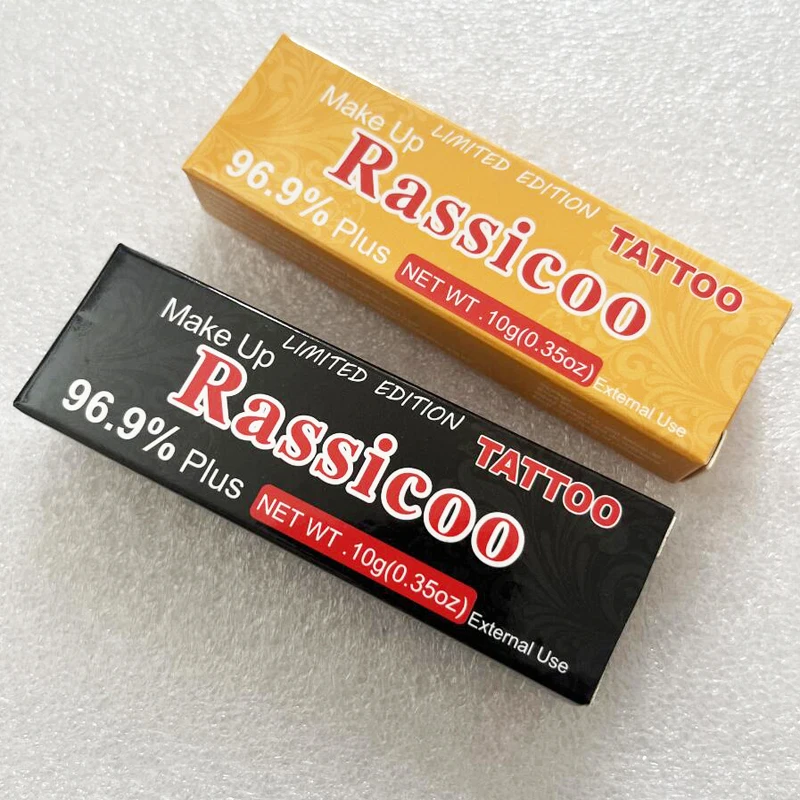 Make Up
LIMITED EDITION
Rassicoo
TATTOO
96.9% Plus
NET WT . 10g(0.35oz)
External Use
Make Up
LIMITED EDITION
Rassicoo
TATTOO
96.9% Plus
NET WT . 10g(0.35oz)
External Use